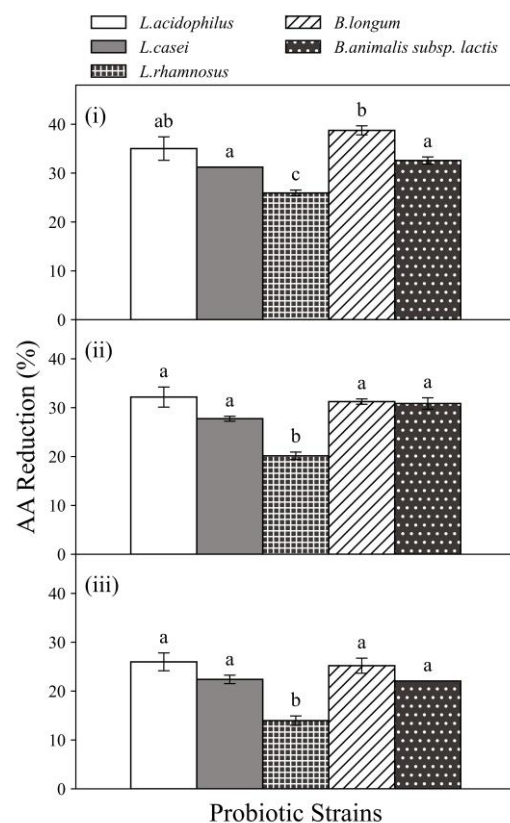 L.acidophilus
B.longum
L.casei
B.animalis subsp. lactis
L.rhamnosus
(i)
40
30
20
10
0
ab
a
c
b
a
(ii)
40
30
20
10
0
a
a
b
a
a
(iii)
40
30
20
10
0
a
a
b
a
a
AA Reduction (%)
Probiotic Strains